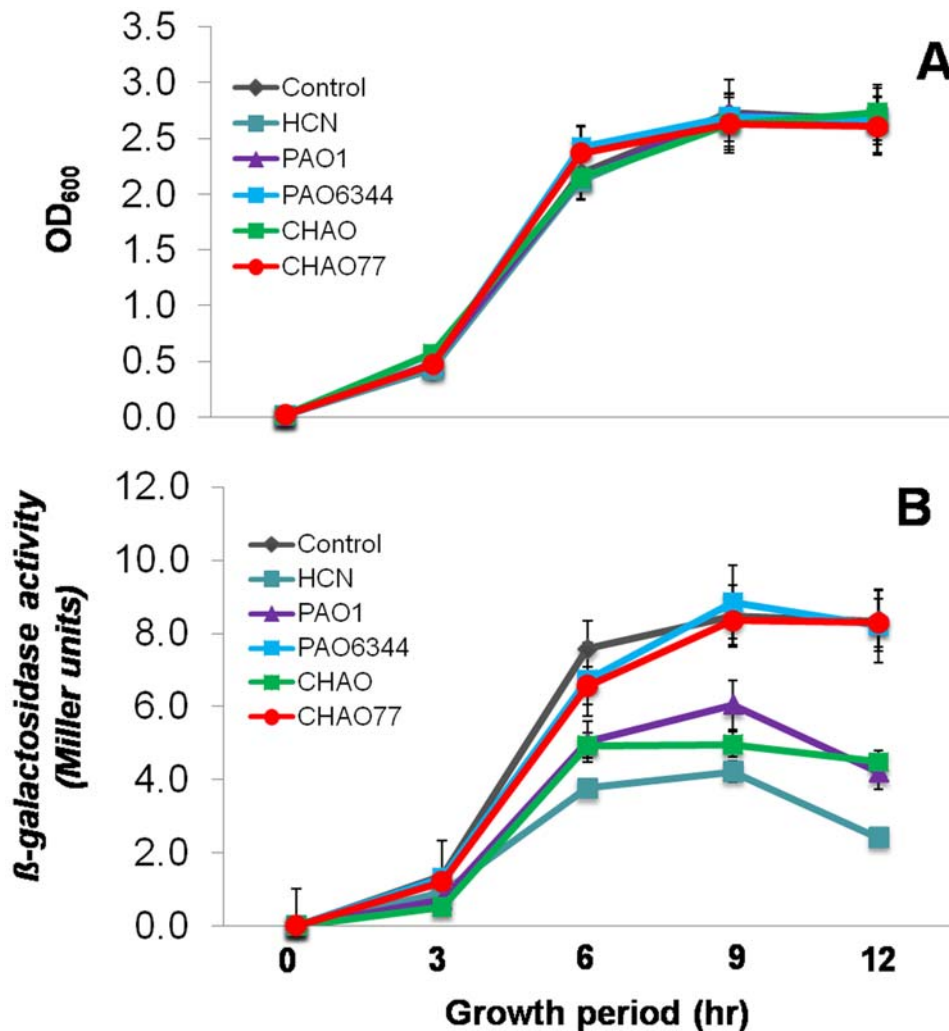 A
3.5
3.0
2.5
2.0
1.5
1.0
0.5
0.0
OD600
Control
HCN
PAO1
PAO6344
CHAO
CHAO77
B
12.0
10.0
8.0
6.0
4.0
2.0
0.0
ß-galactosidase activity
(Miller units)
Control
HCN
PAO1
PAO6344
CHAO
CHAO77
0 3 6 9 12
Growth period (hr)